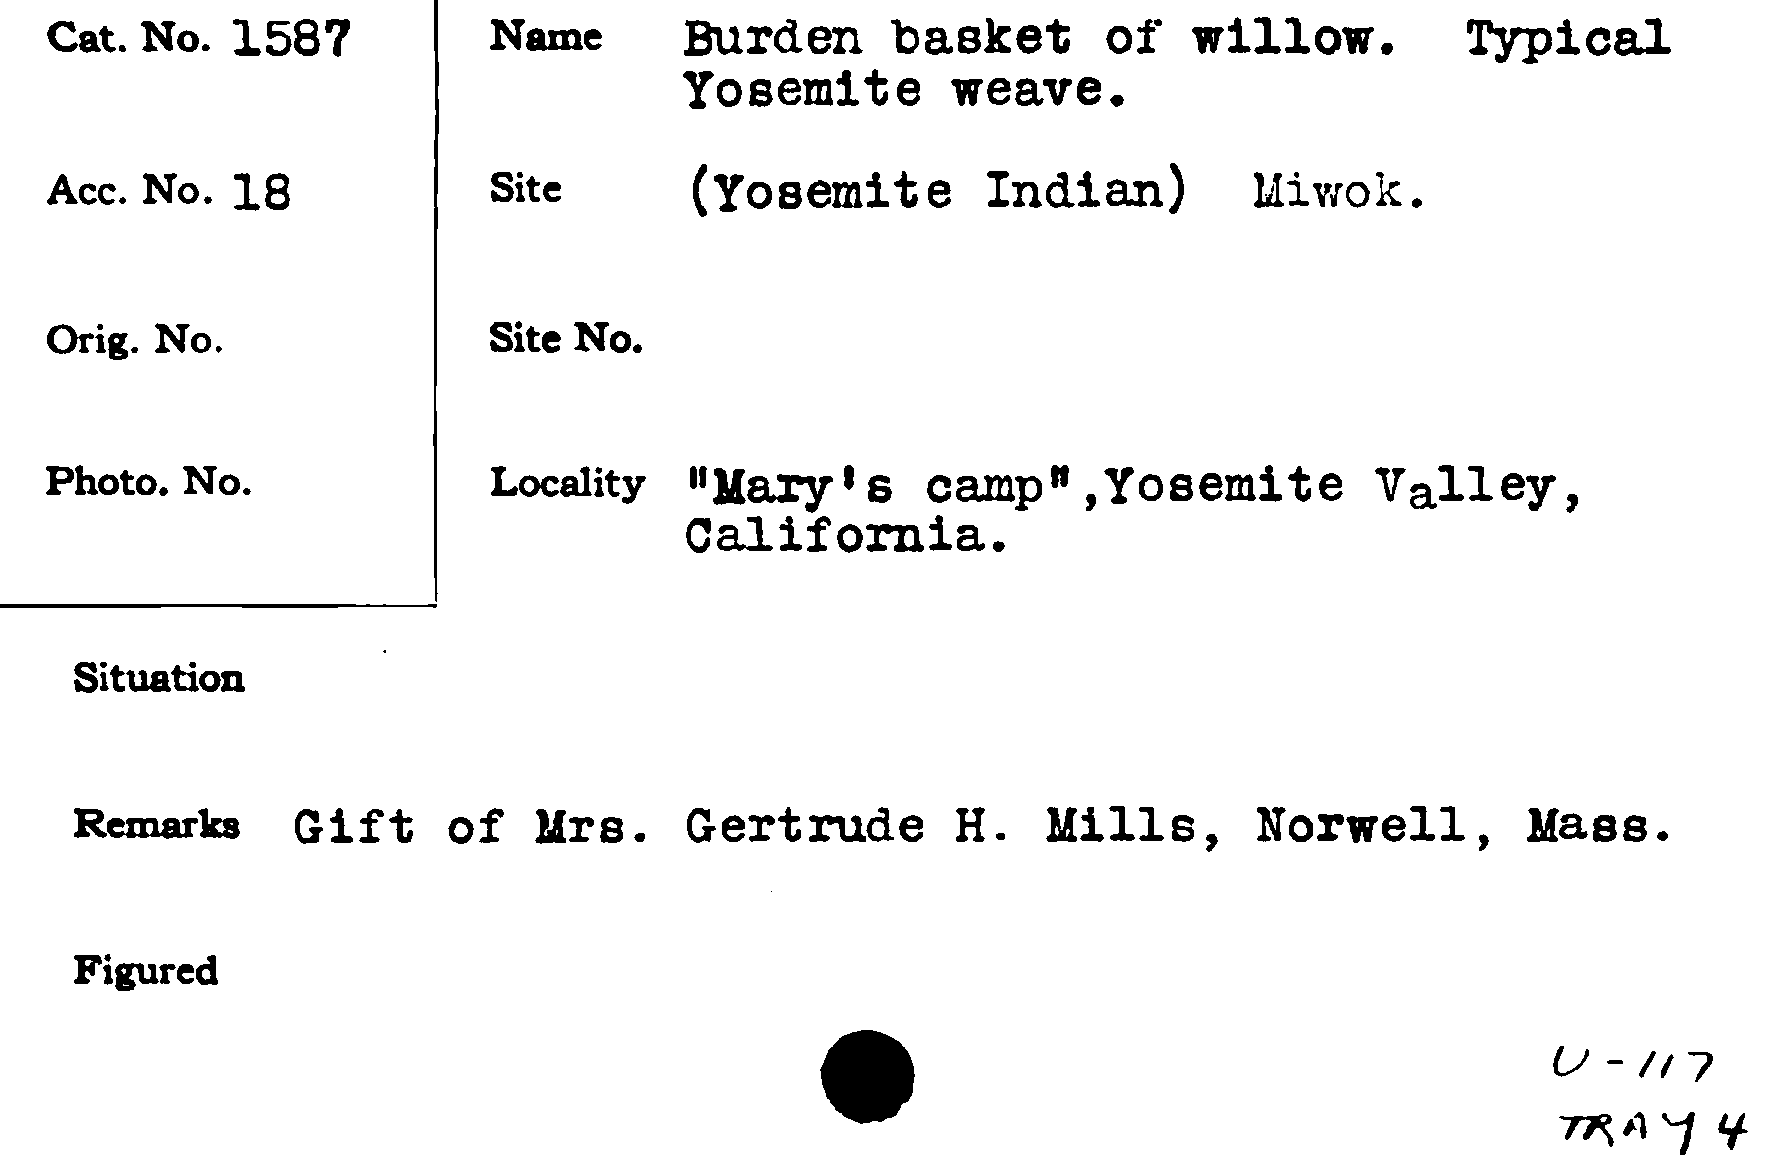 Cat. No. 1587 Name Burden basket of willow. Typical
Yosemite weave.
Acc. No. 18 Site (Yosemite Indian) Miwok.
Orig. No. Site No.
Photo. No. Locality "Mary's camp",Yosemite Valley,
California.
Situation
Remarks Gift of Mrs. Gertrude H. Mills, Norwell, Mass.
Figured
U-117
TRAY 4